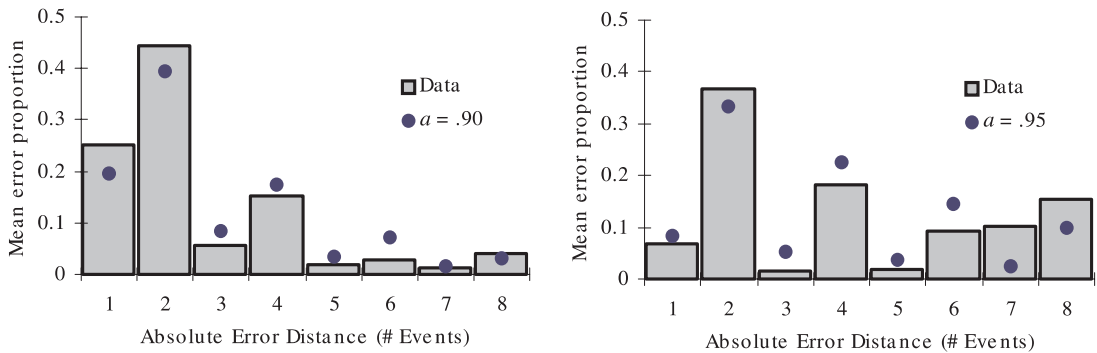 Mean error proportion
0.5
0.4
0.3
0.2
0.1
0
Data
a = .90
1 2 3 4 5 6 7 8
Absolute Error Distance (# Events)
Mean error proportion
0.5
0.4
0.3
0.2
0.1
0
Data
a = .95
1 2 3 4 5 6 7 8
Absolute Error Distance (# Events)